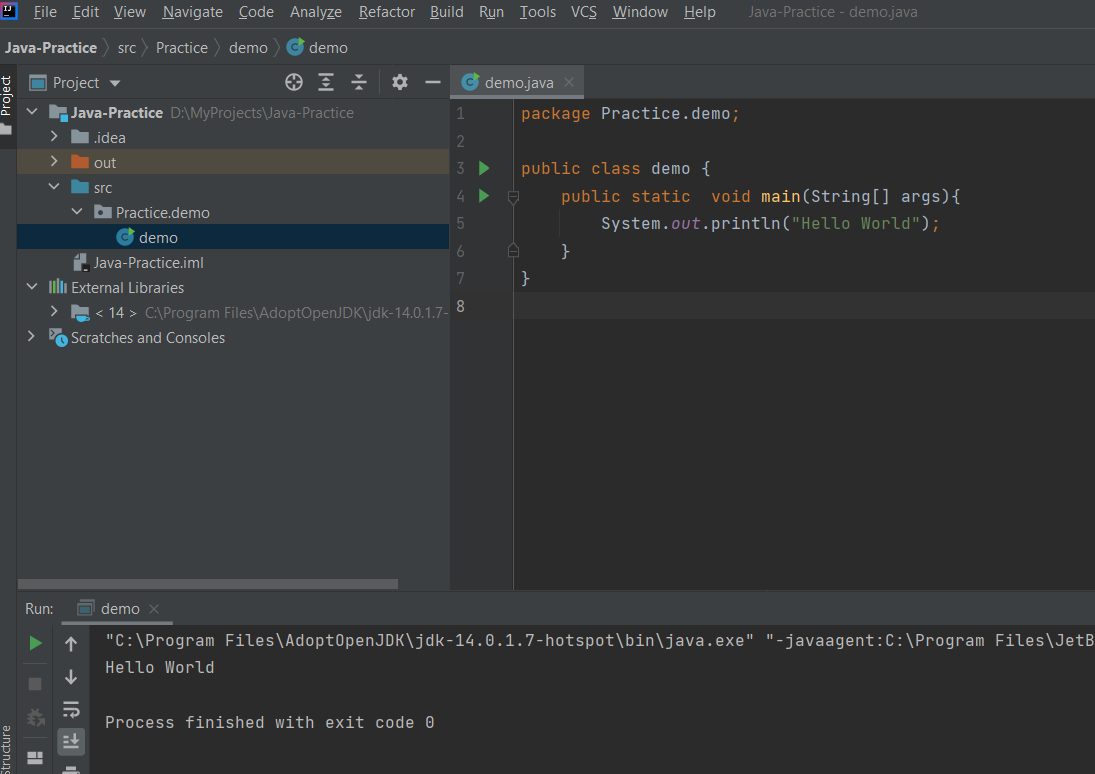 File Edit View Navigate Code Analyze Refactor Build Run Tools VCS Window Help Java-Practice - demo.java
Java-Practice src Practice demo demo
Project
Project
demo.java
Java-Practice D:\MyProjects\Java-Practice
.idea
out
src
Practice.demo
demo
Java-Practice.iml
External Libraries
< 14 > C:\Program Files\AdoptOpenJDK\jdk-14.0.1.7-
Scratches and Consoles
1 package Practice.demo;
2
3 public class demo {
4     public static  void main(String[] args){
5         System.out.println("Hello World");
6     }
7 }
8
Structure
Run: demo
"C:\Program Files\AdoptOpenJDK\jdk-14.0.1.7-hotspot\bin\java.exe" "-javaagent:C:\Program Files\JetB
Hello World
Process finished with exit code 0